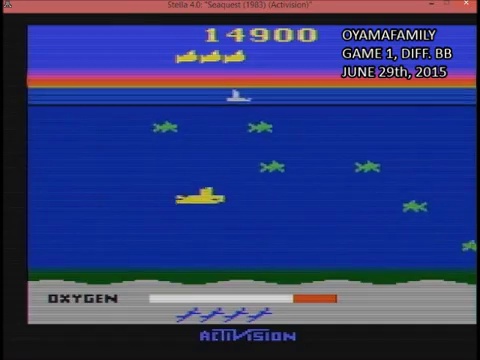 Stella 4.0: "Seaquest (1983) (Activision)"
14900
OYAMAFAMILY
GAME 1, DIFF. BB
JUNE 29th, 2015
OXYGEN
ACTIVISION